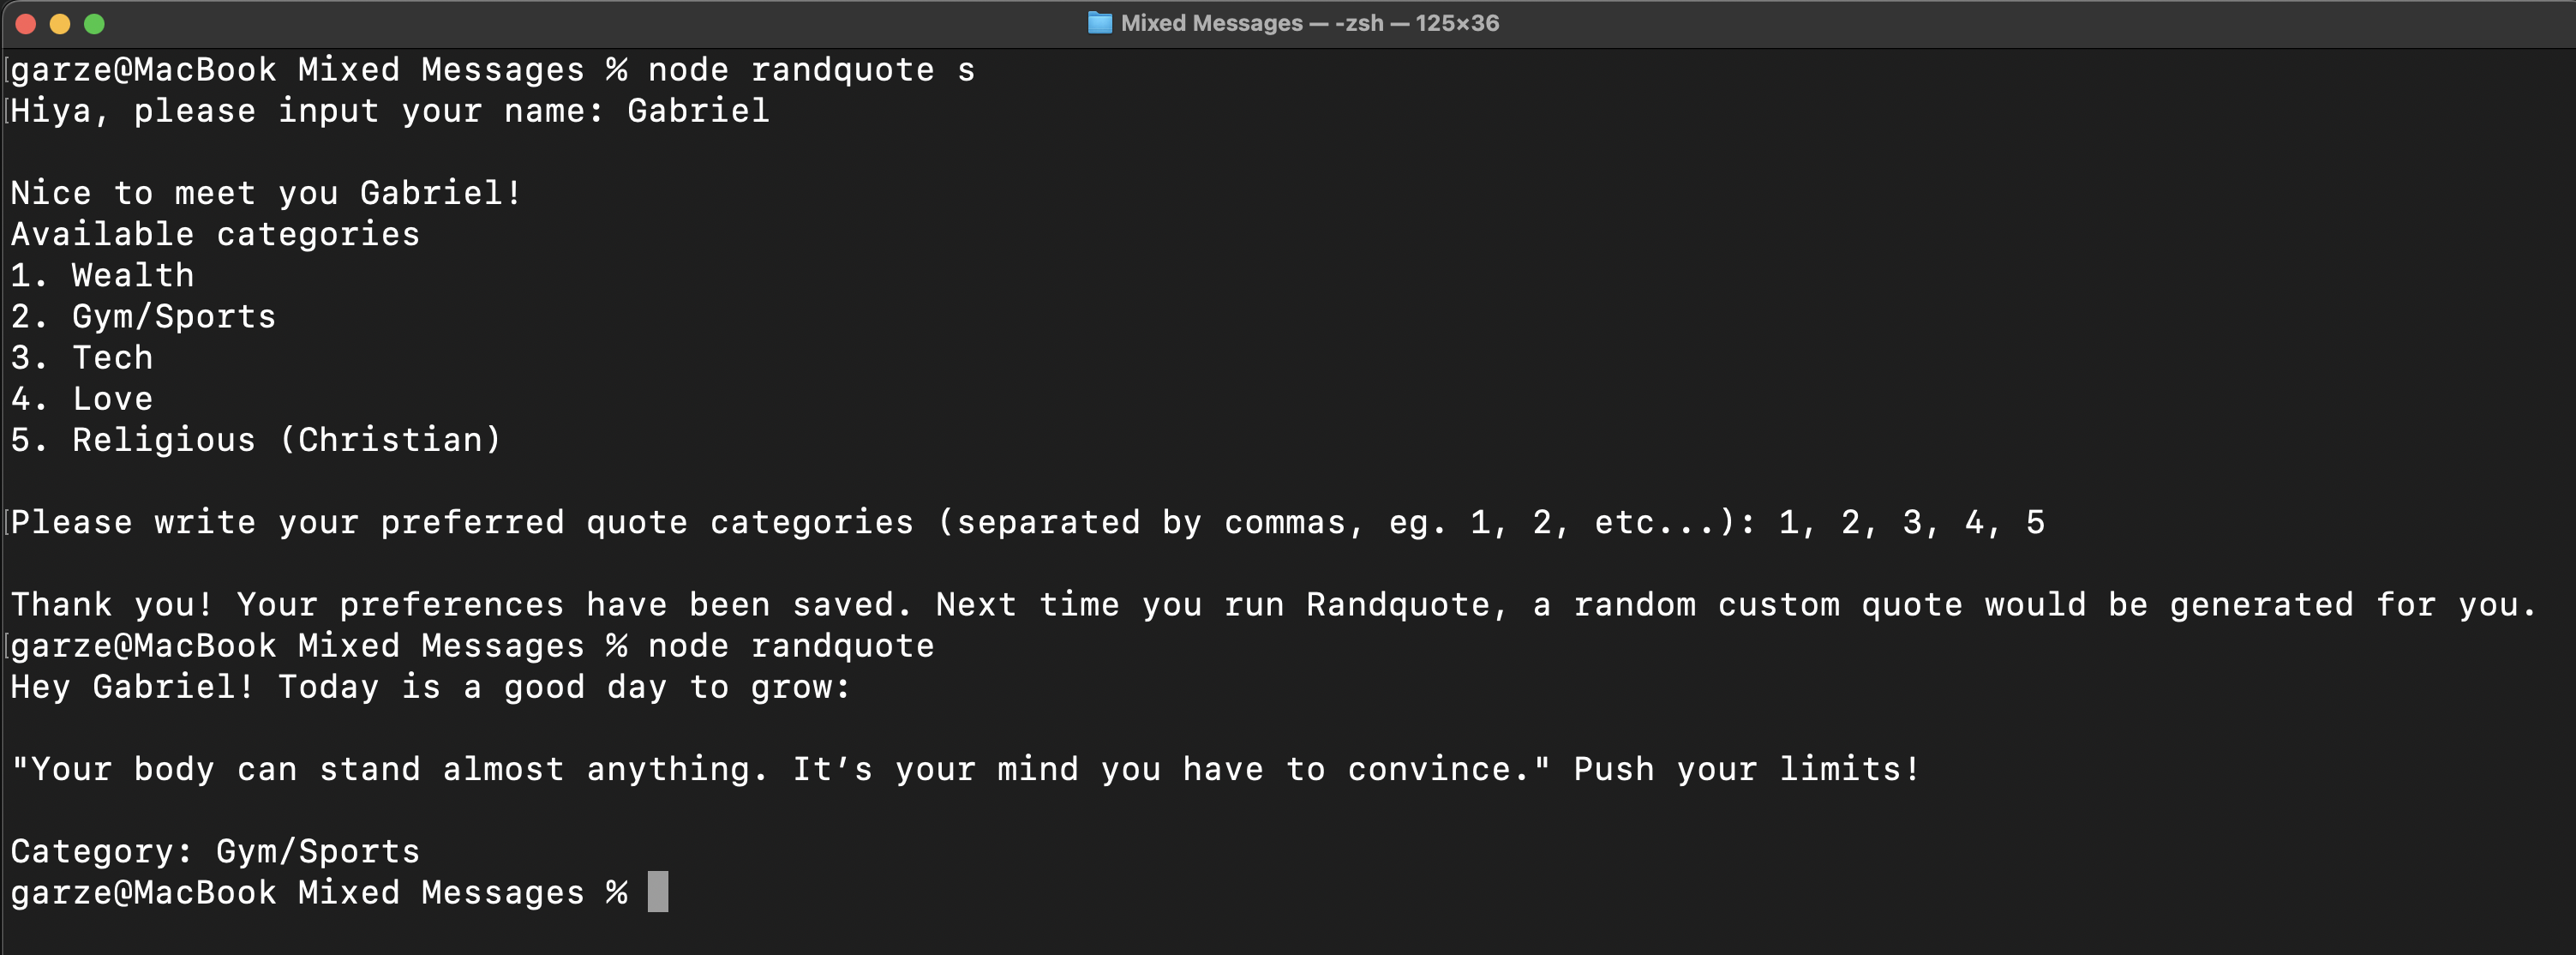 Mixed Messages — -zsh — 125×36
garze@MacBook Mixed Messages % node randquote s
Hiya, please input your name: Gabriel
Nice to meet you Gabriel!
Available categories
1. Wealth
2. Gym/Sports
3. Tech
4. Love
5. Religious (Christian)
Please write your preferred quote categories (separated by commas, eg. 1, 2, etc...): 1, 2, 3, 4, 5
Thank you! Your preferences have been saved. Next time you run Randquote, a random custom quote would be generated for you.
garze@MacBook Mixed Messages % node randquote
Hey Gabriel! Today is a good day to grow:
"Your body can stand almost anything. It’s your mind you have to convince." Push your limits!
Category: Gym/Sports
garze@MacBook Mixed Messages %